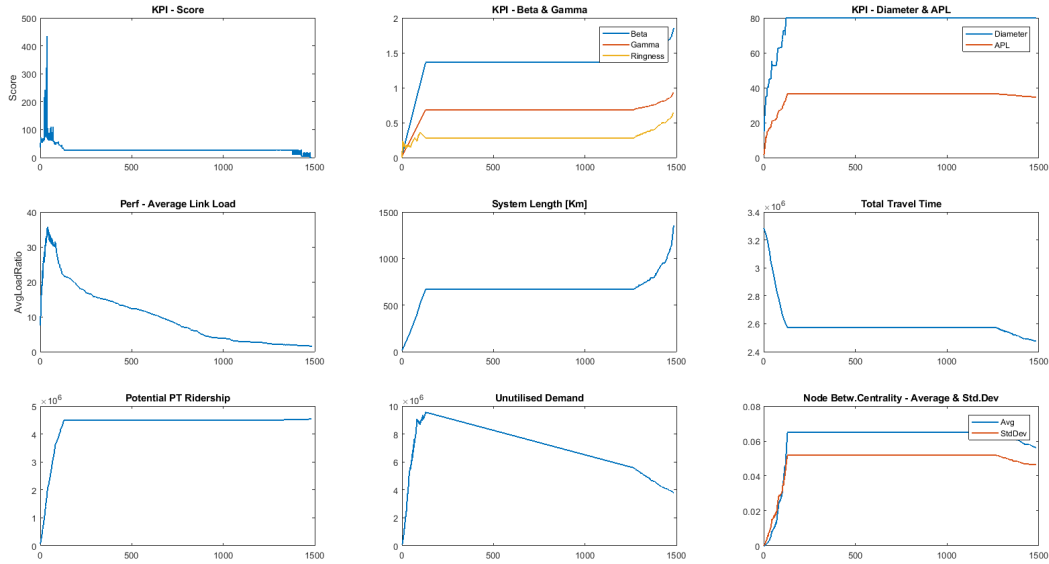 KPI - Score
Score
500
400
300
200
100
0
0 500 1000 1500
KPI - Beta & Gamma
Beta
Gamma
Ringness
2
1.5
1
0.5
0
0 500 1000 1500
KPI - Diameter & APL
Diameter
APL
80
60
40
20
0
0 500 1000 1500
Perf - Average Link Load
AvgLoadRatio
40
30
20
10
0
0 500 1000 1500
System Length [Km]
1500
1000
500
0
0 500 1000 1500
Total Travel Time
×10⁶
3.4
3.2
3
2.8
2.6
2.4
0 500 1000 1500
Potential PT Ridership
×10⁶
5
4
3
2
1
0
0 500 1000 1500
Unutilised Demand
×10⁶
10
8
6
4
2
0
0 500 1000 1500
Node Betw.Centrality - Average & Std.Dev
Avg
StdDev
0.08
0.06
0.04
0.02
0
0 500 1000 1500